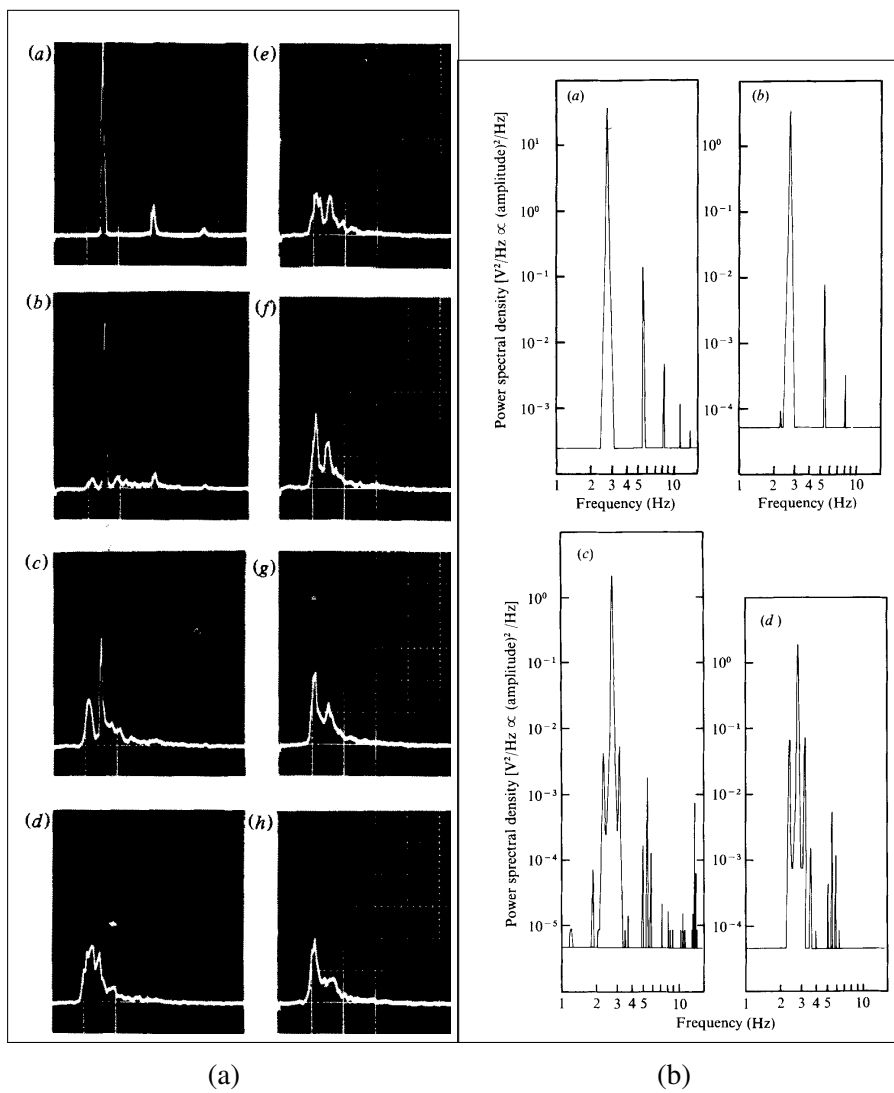 (a)
(e)
(b)
(f)
(c)
(g)
(d)
(h)
(a)
Power spectral density [V²/Hz ∝ (amplitude)²/Hz]
10¹
10⁰
10⁻¹
10⁻²
10⁻³
1 2 3 4 5 10
Frequency (Hz)
(b)
10⁰
10⁻¹
10⁻²
10⁻³
10⁻⁴
1 2 3 4 5 10
Frequency (Hz)
(c)
Power sprectral density [V²/Hz ∝ (amplitude)² /Hz]
10⁰
10⁻¹
10⁻²
10⁻³
10⁻⁴
10⁻⁵
1 2 3 4 5 10
(d )
10⁰
10⁻¹
10⁻²
10⁻³
10⁻⁴
1 2 3 4 5 10
Frequency (Hz)
(a)
(b)